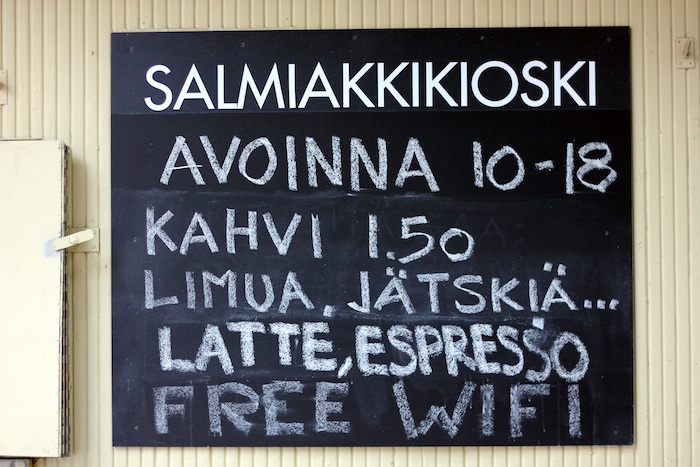 SALMIAKKIKIOSKI
AVOINNA 10-18
KAHVI 1.50
LIMUA, JÄTSKIÄ...
LATTE, ESPRESSO
FREE WIFI